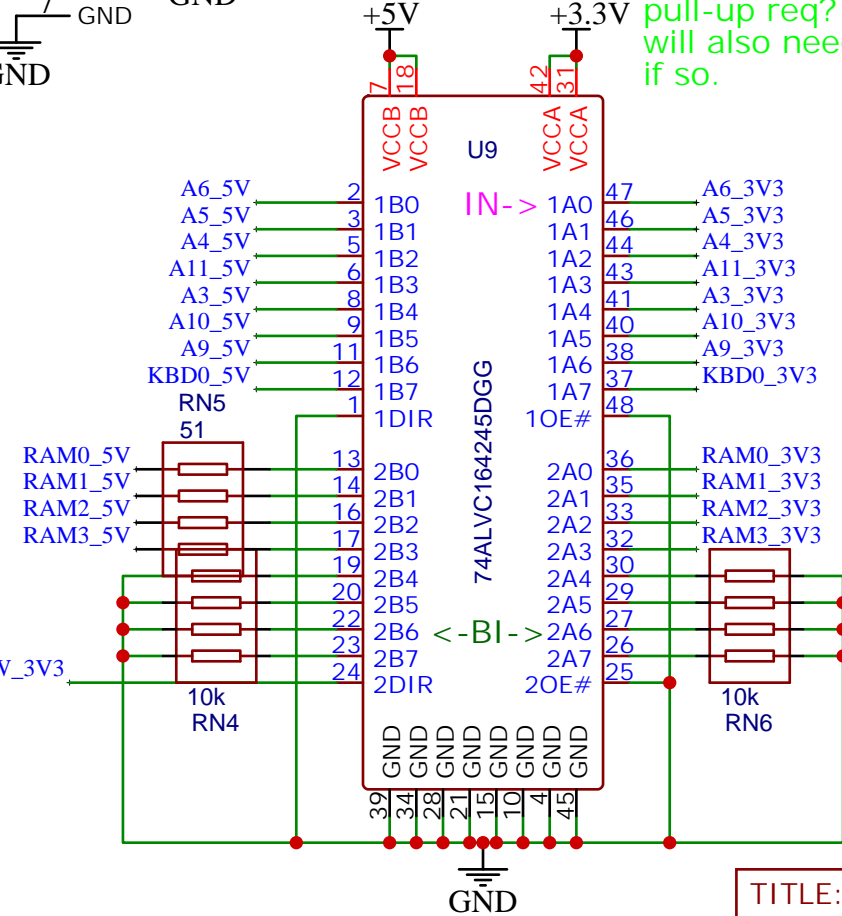 7
GND
GND
GND
+5V
+3.3V
pull-up req?
will also nee
if so.
7
18
42
31
VCCB
VCCB
VCCA
VCCA
U9
IN->
A6_5V 2 1B0 1A0 47 A6_3V3
A5_5V 3 1B1 1A1 46 A5_3V3
A4_5V 5 1B2 1A2 44 A4_3V3
A11_5V 6 1B3 1A3 43 A11_3V3
A3_5V 8 1B4 1A4 41 A3_3V3
A10_5V 9 1B5 1A5 40 A10_3V3
A9_5V 11 1B6 1A6 38 A9_3V3
KBD0_5V 12 1B7 1A7 37 KBD0_3V3
1 1DIR 1OE# 48
RN5
51
74ALVC164245DGG
RAM0_5V 13 2B0 2A0 36 RAM0_3V3
RAM1_5V 14 2B1 2A1 35 RAM1_3V3
RAM2_5V 16 2B2 2A2 33 RAM2_3V3
RAM3_5V 17 2B3 2A3 32 RAM3_3V3
19 2B4 2A4 30
20 2B5 2A5 29
22 2B6 <-BI-> 2A6 27
23 2B7 2A7 26
V_3V3 24 2DIR 2OE# 25
10k
RN4
10k
RN6
GND GND GND GND GND GND GND GND
39 34 28 21 15 10 4 45
GND
TITLE: